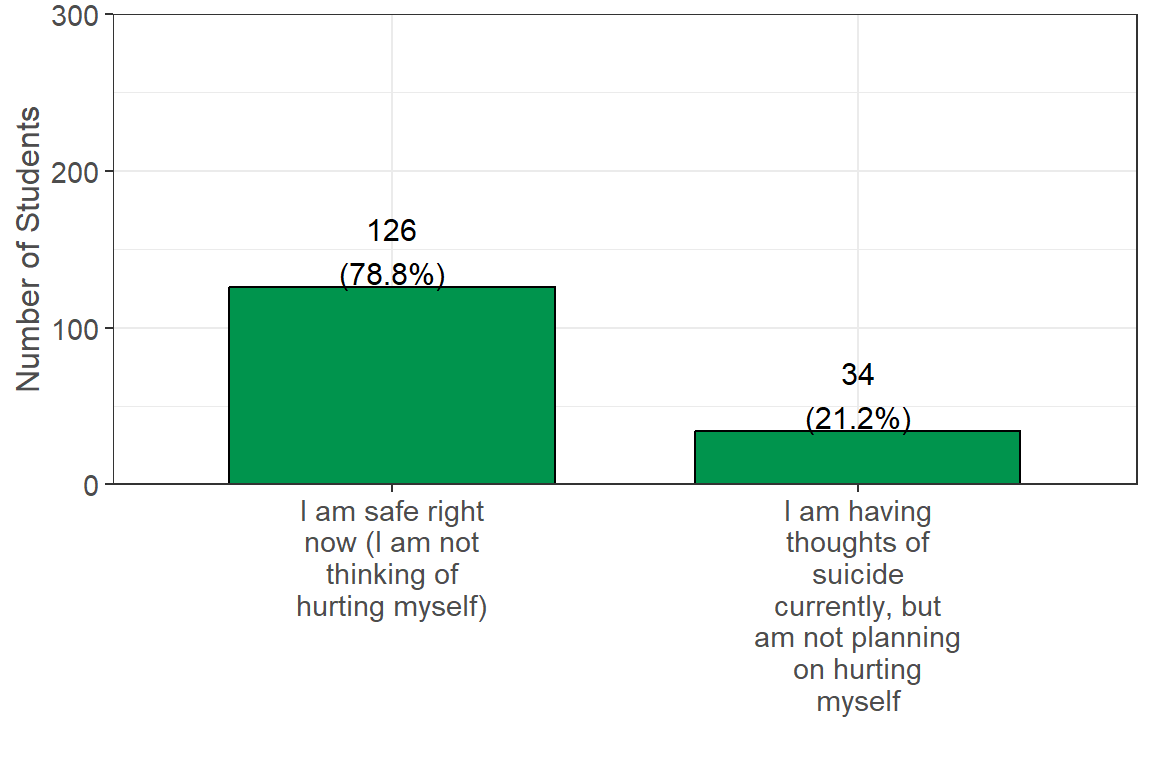 Number of Students
300
200
100
0
126
(78.8%)
34
(21.2%)
I am safe right
now (I am not
thinking of
hurting myself)
I am having
thoughts of
suicide
currently, but
am not planning
on hurting
myself